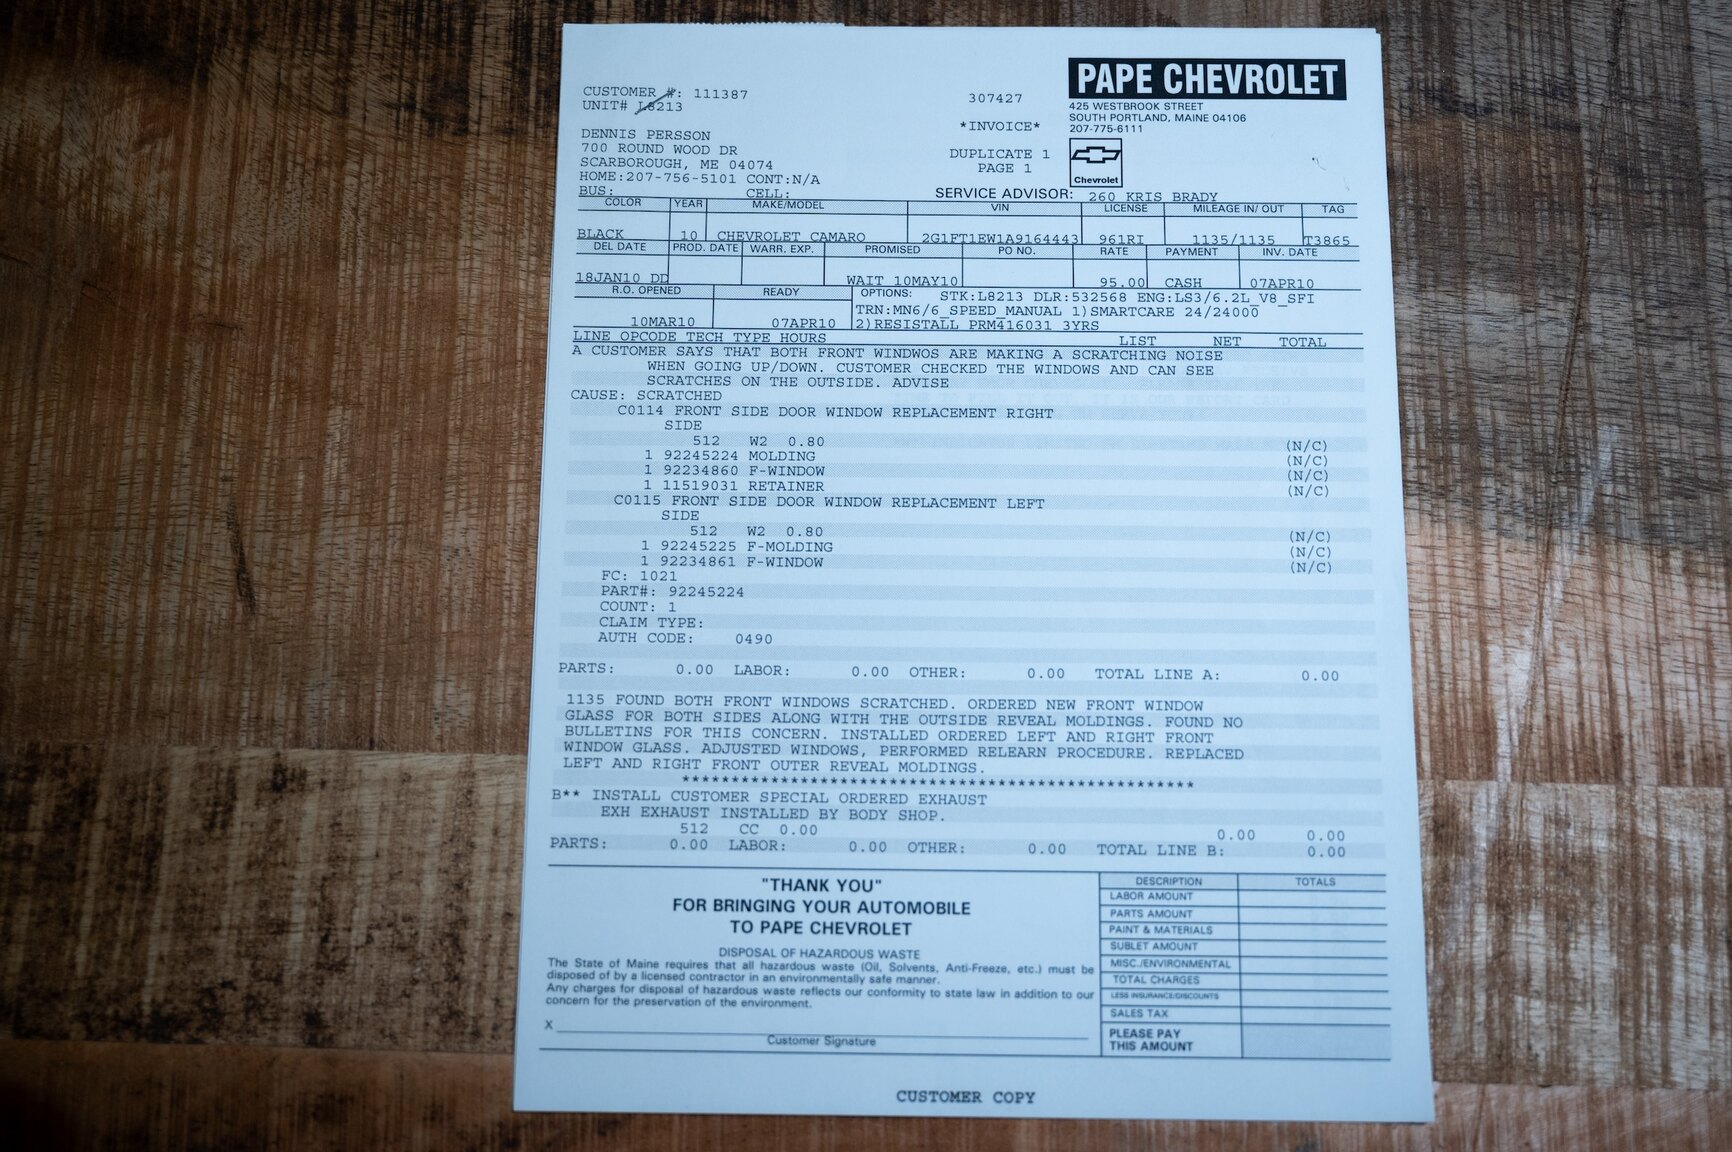 CUSTOMER #: 111387
UNIT# L8213
307427
*INVOICE*
PAPE CHEVROLET
425 WESTBROOK STREET
SOUTH PORTLAND, MAINE 04106
207-775-6111
DENNIS PERSSON
700 ROUND WOOD DR
SCARBOROUGH, ME 04074
HOME:207-756-5101 CONT:N/A
BUS: CELL:
DUPLICATE 1
PAGE 1
Chevrolet
SERVICE ADVISOR: 260 KRIS BRADY
COLOR YEAR MAKE/MODEL VIN LICENSE MILEAGE IN/ OUT TAG
BLACK 10 CHEVROLET CAMARO 2G1FT1EW1A9164443 961RI 1135/1135 T3865
DEL DATE PROD. DATE WARR. EXP. PROMISED PO NO. RATE PAYMENT INV. DATE
18JAN10 DD WAIT 10MAY10 95.00 CASH 07APR10
R.O. OPENED READY OPTIONS: STK:L8213 DLR:532568 ENG:LS3/6.2L_V8_SFI
TRN:MN6/6_SPEED_MANUAL 1)SMARTCARE 24/24000
10MAR10 07APR10 2)RESISTALL PRM416031 3YRS
LINE OPCODE TECH TYPE HOURS LIST NET TOTAL
A CUSTOMER SAYS THAT BOTH FRONT WINDWOS ARE MAKING A SCRATCHING NOISE
WHEN GOING UP/DOWN. CUSTOMER CHECKED THE WINDOWS AND CAN SEE
SCRATCHES ON THE OUTSIDE. ADVISE
CAUSE: SCRATCHED
C0114 FRONT SIDE DOOR WINDOW REPLACEMENT RIGHT
SIDE
512 W2 0.80 (N/C)
1 92245224 MOLDING (N/C)
1 92234860 F-WINDOW (N/C)
1 11519031 RETAINER (N/C)
C0115 FRONT SIDE DOOR WINDOW REPLACEMENT LEFT
SIDE
512 W2 0.80 (N/C)
1 92245225 F-MOLDING (N/C)
1 92234861 F-WINDOW (N/C)
FC: 1021
PART#: 92245224
COUNT: 1
CLAIM TYPE:
AUTH CODE: 0490
PARTS: 0.00 LABOR: 0.00 OTHER: 0.00 TOTAL LINE A: 0.00
1135 FOUND BOTH FRONT WINDOWS SCRATCHED. ORDERED NEW FRONT WINDOW
GLASS FOR BOTH SIDES ALONG WITH THE OUTSIDE REVEAL MOLDINGS. FOUND NO
BULLETINS FOR THIS CONCERN. INSTALLED ORDERED LEFT AND RIGHT FRONT
WINDOW GLASS. ADJUSTED WINDOWS, PERFORMED RELEARN PROCEDURE. REPLACED
LEFT AND RIGHT FRONT OUTER REVEAL MOLDINGS.
******************************************************
B** INSTALL CUSTOMER SPECIAL ORDERED EXHAUST
EXH EXHAUST INSTALLED BY BODY SHOP.
512 CC 0.00 0.00 0.00
PARTS: 0.00 LABOR: 0.00 OTHER: 0.00 TOTAL LINE B: 0.00
"THANK YOU"
FOR BRINGING YOUR AUTOMOBILE
TO PAPE CHEVROLET
DISPOSAL OF HAZARDOUS WASTE
The State of Maine requires that all hazardous waste (Oil, Solvents, Anti-Freeze, etc.) must be
disposed of by a licensed contractor in an environmentally safe manner.
Any charges for disposal of hazardous waste reflects our conformity to state law in addition to our
concern for the preservation of the environment.
X
Customer Signature
DESCRIPTION TOTALS
LABOR AMOUNT
PARTS AMOUNT
PAINT & MATERIALS
SUBLET AMOUNT
MISC./ENVIRONMENTAL
TOTAL CHARGES
LESS INSURANCE/DISCOUNTS
SALES TAX
PLEASE PAY
THIS AMOUNT
CUSTOMER COPY